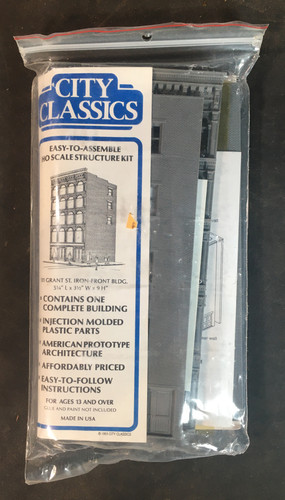 CITY
CLASSICS
EASY-TO-ASSEMBLE
HO SCALE STRUCTURE KIT
GRANT ST. IRON FRONT BLDG.
• CONTAINS ONE
COMPLETE BUILDING
• INJECTION MOLDED
PLASTIC PARTS
• AMERICAN PROTOTYPE
ARCHITECTURE
• AFFORDABLY PRICED
• EASY-TO-FOLLOW
INSTRUCTIONS
FOR AGES 13 AND OVER
GLUE AND PAINT NOT INCLUDED
MADE IN USA
CITY CLASSICS